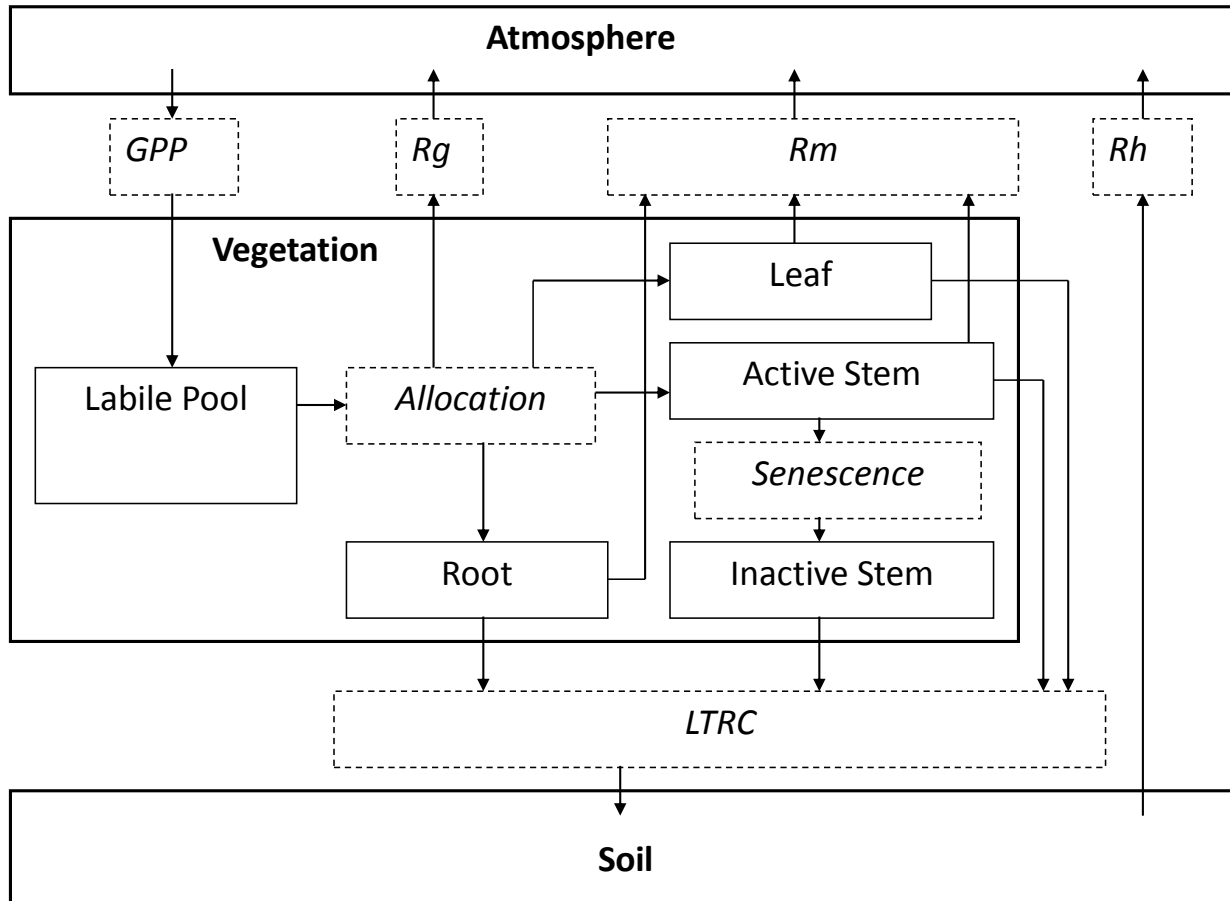 Atmosphere
GPP
Rg
Rm
Rh
Vegetation
Leaf
Labile Pool
Allocation
Active Stem
Senescence
Root
Inactive Stem
LTRC
Soil